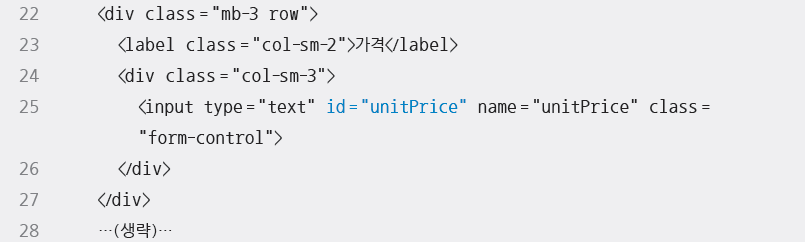 22 <div class="mb-3 row">
23 <label class="col-sm-2">가격</label>
24 <div class="col-sm-3">
25 <input type="text" id="unitPrice" name="unitPrice" class=
"form-control">
26 </div>
27 </div>
28 …(생략)…